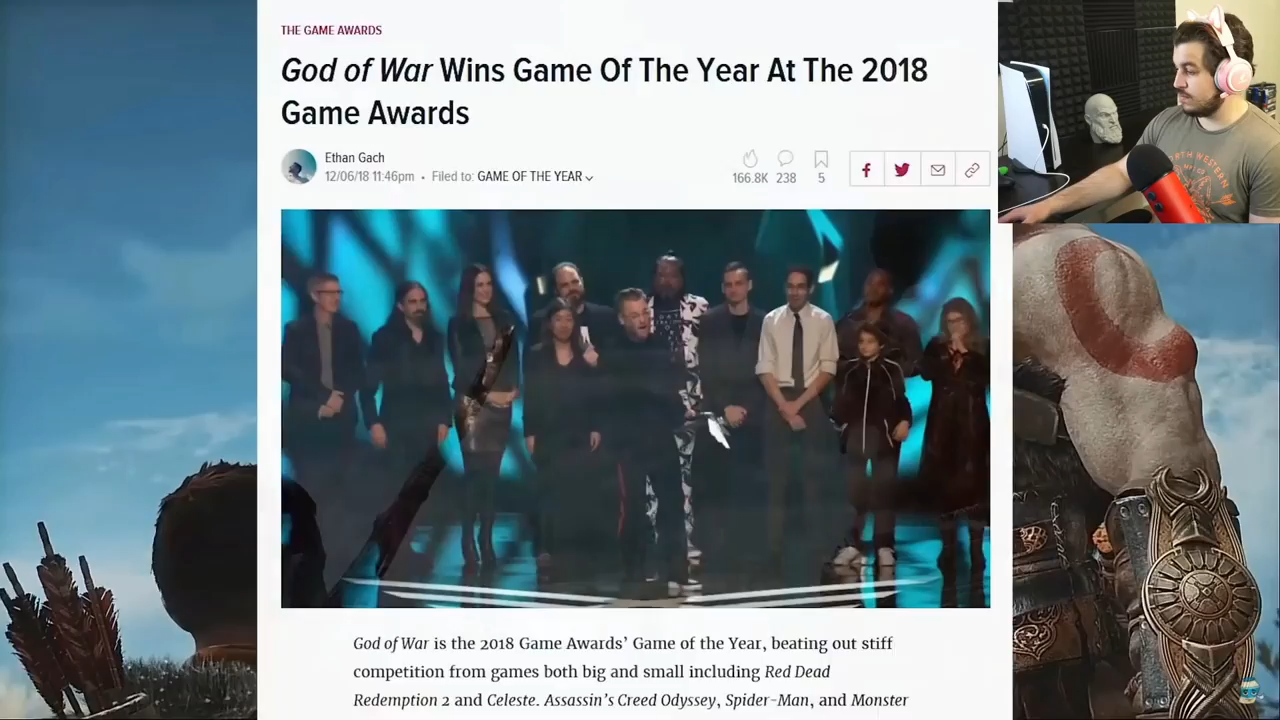 THE GAME AWARDS
God of War Wins Game Of The Year At The 2018
Game Awards
Ethan Gach
12/06/18 11:46pm • Filed to: GAME OF THE YEAR
166.8K 238 5
God of War is the 2018 Game Awards’ Game of the Year, beating out stiff
competition from games both big and small including Red Dead
Redemption 2 and Celeste. Assassin’s Creed Odyssey, Spider-Man, and Monster